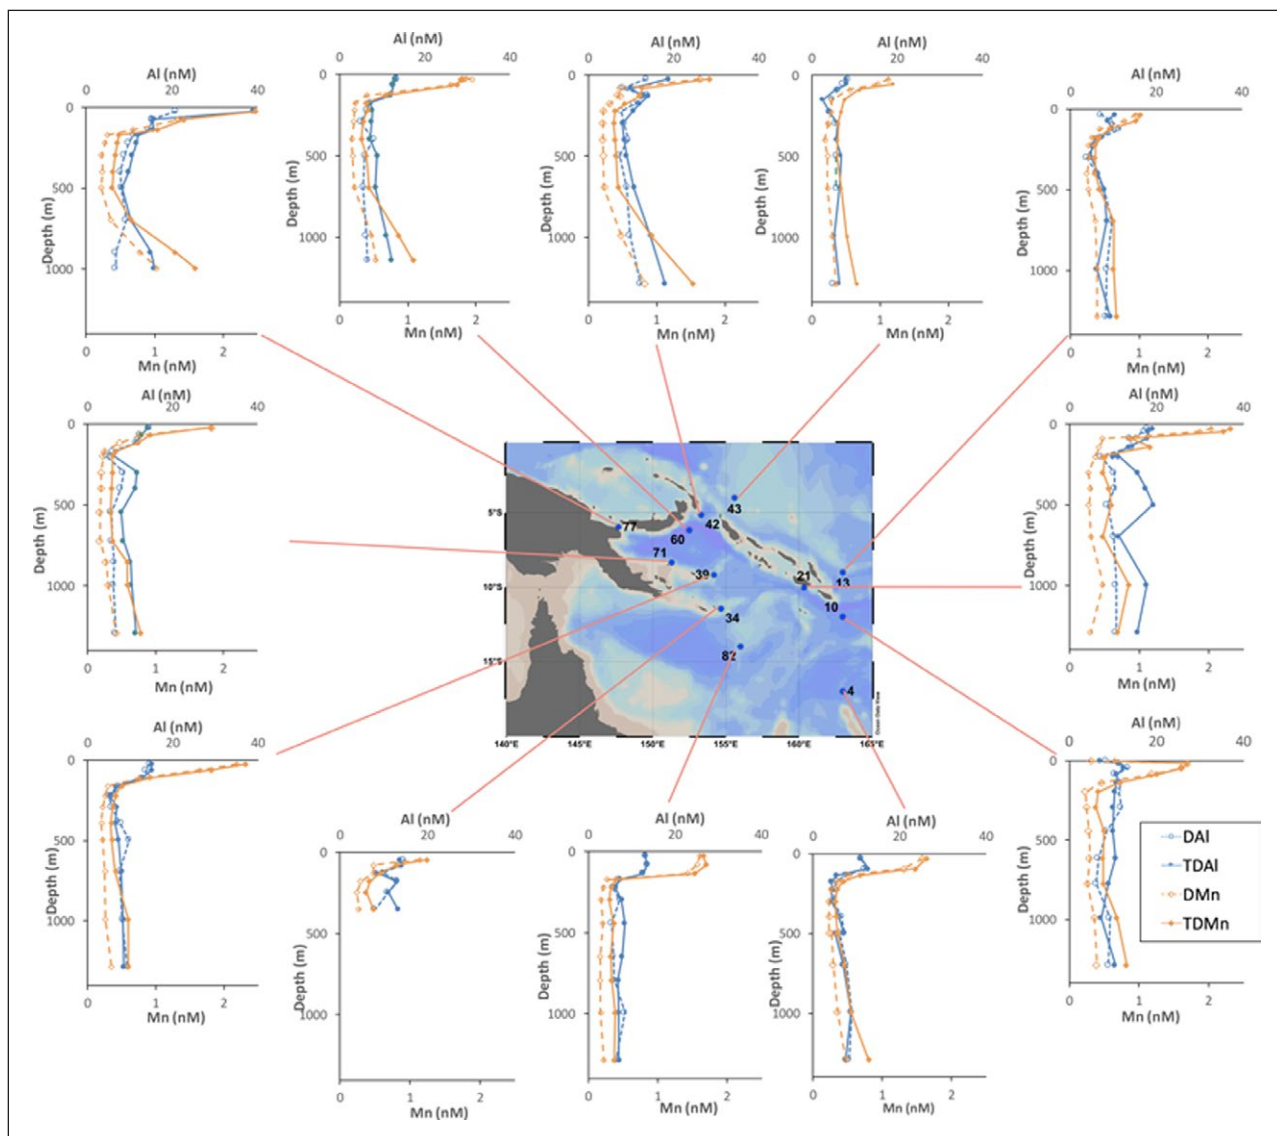 Al (nM)
0 20 40
0
500
1000
Depth (m)
0 1 2
Mn (nM)
Al (nM)
0 20 40
0
500
1000
Depth (m)
0 1 2
Mn (nM)
Al (nM)
0 20 40
0
500
1000
Depth (m)
0 1 2
Mn (nM)
Al (nM)
0 20 40
0
500
1000
Depth (m)
0 1 2
Mn (nM)
Al (nM)
0 20 40
0
500
1000
Depth (m)
0 1 2
Mn (nM)
Al (nM)
0 20 40
0
500
1000
Depth (m)
0 1 2
Mn (nM)
5°S
10°S
15°S
140°E 145°E 150°E 155°E 160°E 165°E
77
60
42
43
71
39
21
13
10
34
82
4
Ocean Data View
Al (nM)
0 20 40
0
500
1000
Depth (m)
0 1 2
Mn (nM)
Al (nM)
0 20 40
0
500
1000
Depth (m)
0 1 2
Mn (nM)
Al (nM)
0 20 40
0
500
1000
Depth (m)
0 1 2
Mn (nM)
Al (nM)
0 20 40
0
500
1000
Depth (m)
0 1 2
Mn (nM)
Al (nM)
0 20 40
0
500
1000
Depth (m)
0 1 2
Mn (nM)
Al (nM)
0 20 40
0
500
1000
Depth (m)
0 1 2
Mn (nM)
DAl
TDAl
DMn
TDMn